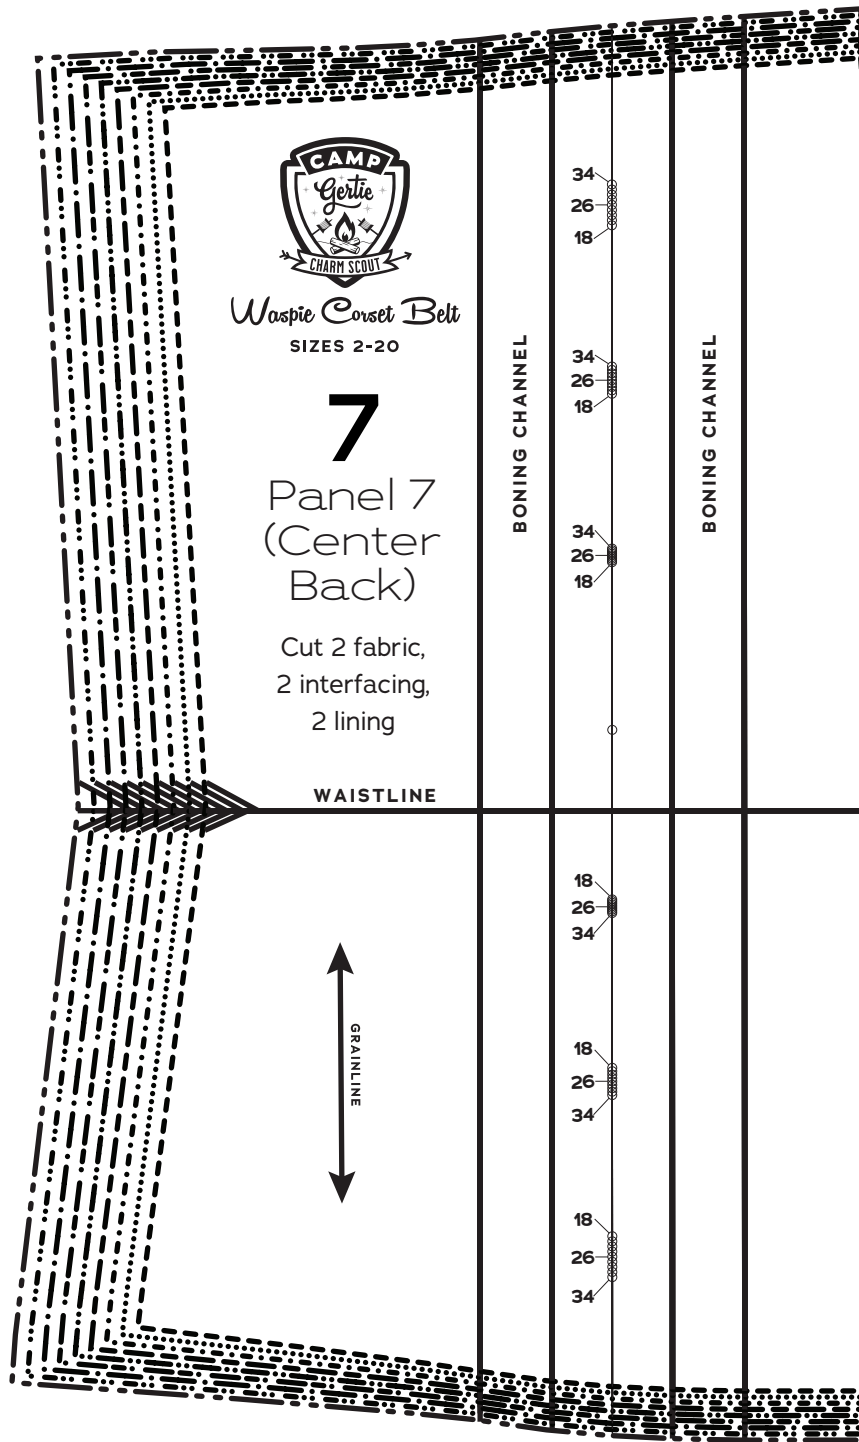 CAMP
Gertie
CHARM SCOUT
Waspie Corset Belt
SIZES 2-20
7
Panel 7
(Center
Back)
Cut 2 fabric,
2 interfacing,
2 lining
WAISTLINE
GRAINLINE
BONING CHANNEL
34
26
18
34
26
18
34
26
18
18
26
34
18
26
34
18
26
34
BONING CHANNEL